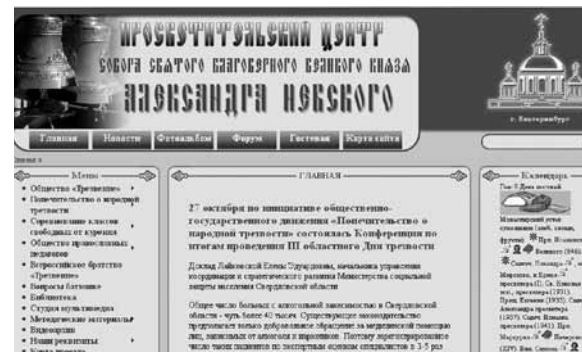 ПРОСВЕТИТЕЛЬСКИЙ ЦЕНТР
СОБОРА СВЯТОГО БЛАГОВЕРНОГО ВЕЛИКОГО КНЯЗЯ
АЛЕКСАНДРА НЕВСКОГО
г. Екатеринбург
Главная Новости Фотоальбом Форум Гостевая Карта сайта
Главная »
Меню
Общество «Трезвение»
Попечительство о народной
трезвости
Соревнование классов
свободных от курения
Общество православных
педагогов
Всероссийское братство
«Трезвение»
Вопросы батюшке
Библиотека
Студия мультимедиа
Методические материалы
Видеоархив
Наши реквизиты
ГЛАВНАЯ
27 октября по инициативе общественно-
государственного движения «Попечительство о
народной трезвости» состоялась Конференция по
итогам проведения III областного Дня трезвости
Доклад Лайковской Елены Эдуардовны, начальника управления
координации и стратегического развития Министерства социальной
защиты населения Свердловской области
Общее число больных с алкогольной зависимостью в Свердловской
области - чуть более 40 тысяч. Существующее законодательство
предполагает только добровольное обращение за медицинской помощью
лиц, зависимых от алкоголя и наркотиков. Поэтому зарегистрированное
число таких пациентов по экспертным оценкам специалистов в 3-5 раз
Календарь